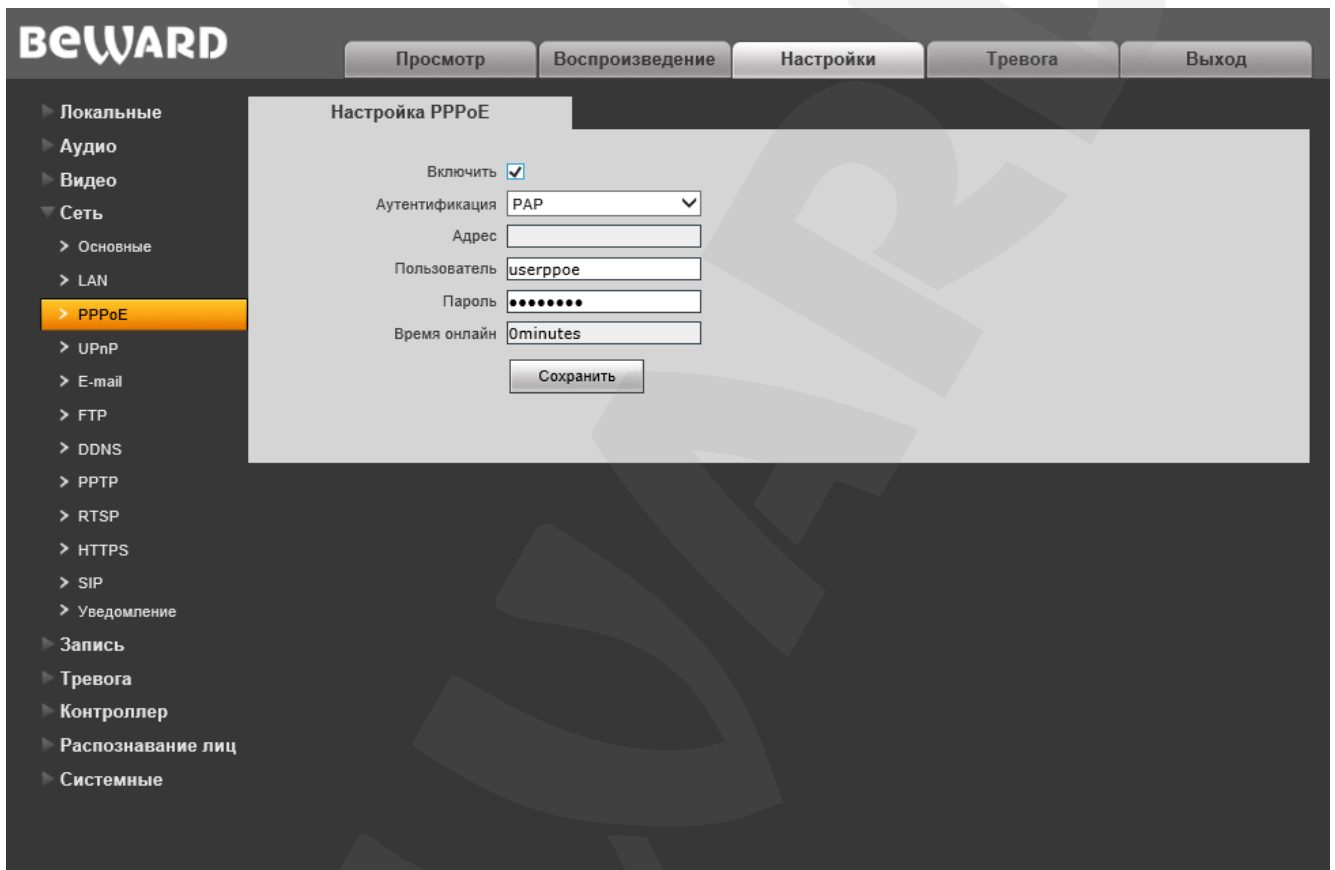 BEWARD
Просмотр Воспроизведение Настройки Тревога Выход
Локальные
Аудио
Видео
Сеть
> Основные
> LAN
> PPPoE
> UPnP
> E-mail
> FTP
> DDNS
> PPTP
> RTSP
> HTTPS
> SIP
> Уведомление
Запись
Тревога
Контроллер
Распознавание лиц
Системные
Настройка PPPoE
Включить
Аутентификация PAP
Адрес
Пользователь userppoe
Пароль ••••••••
Время онлайн 0minutes
Сохранить